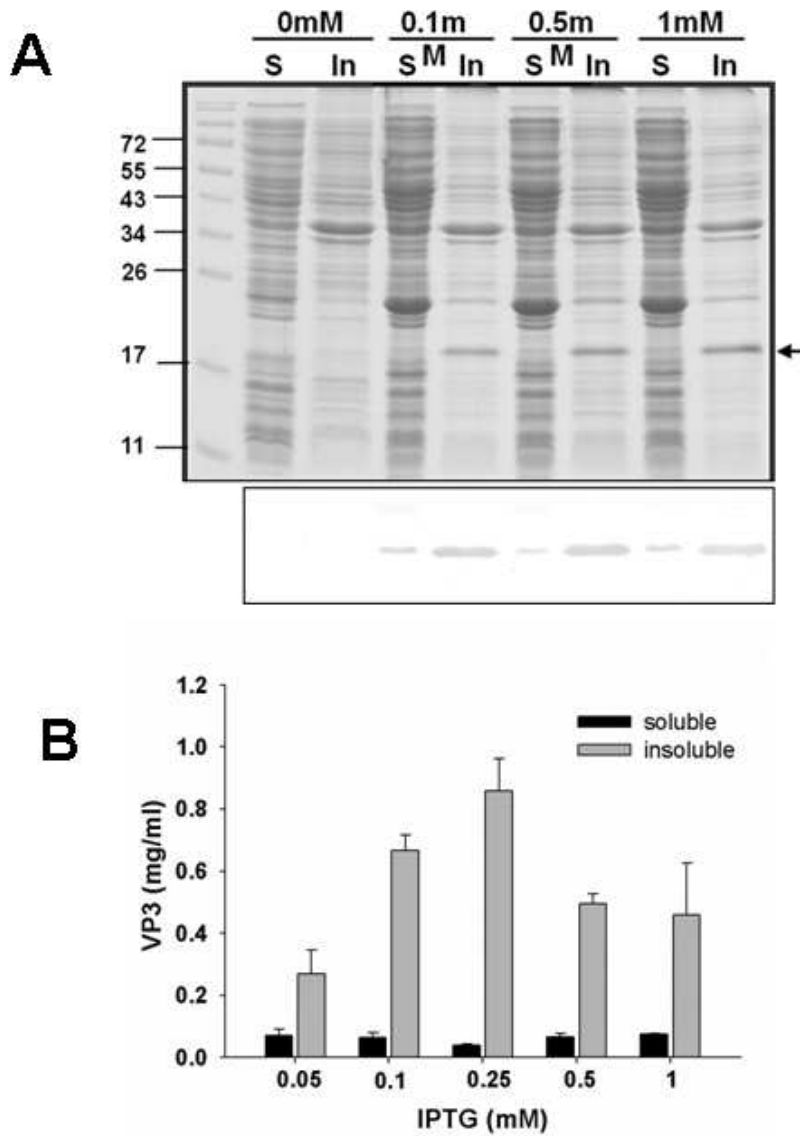 A
0mM 0.1m 0.5m 1mM
S In S M In S M In S In
72
55
43
34
26
17
11
B
1.2
1.0
0.8
0.6
0.4
0.2
0.0
VP3 (mg/ml)
soluble
insoluble
0.05 0.1 0.25 0.5 1
IPTG (mM)